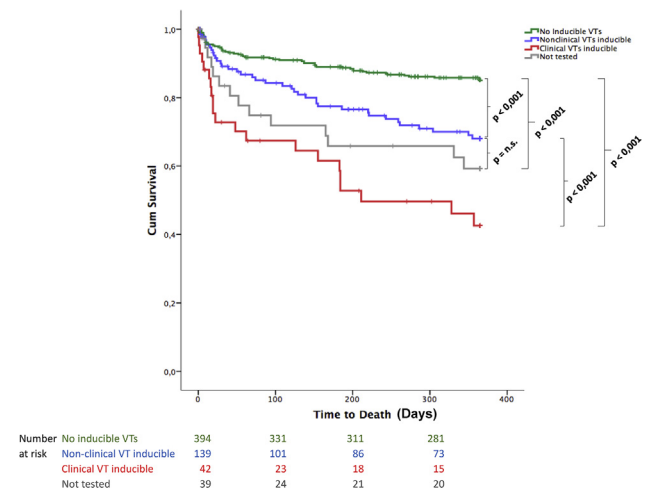 No Inducible VTs
Nonclinical VTs inducible
Clinical VTs inducible
Not tested
1,0
0,8
0,6
0,4
0,2
0,0
Cum Survival
p < 0,001
p = n.s.
p < 0,001
p < 0,001
p < 0,001
0 100 200 300 400
Time to Death (Days)
Number No inducible VTs 394 331 311 281
at risk Non-clinical VT inducible 139 101 86 73
Clinical VT inducible 42 23 18 15
Not tested 39 24 21 20